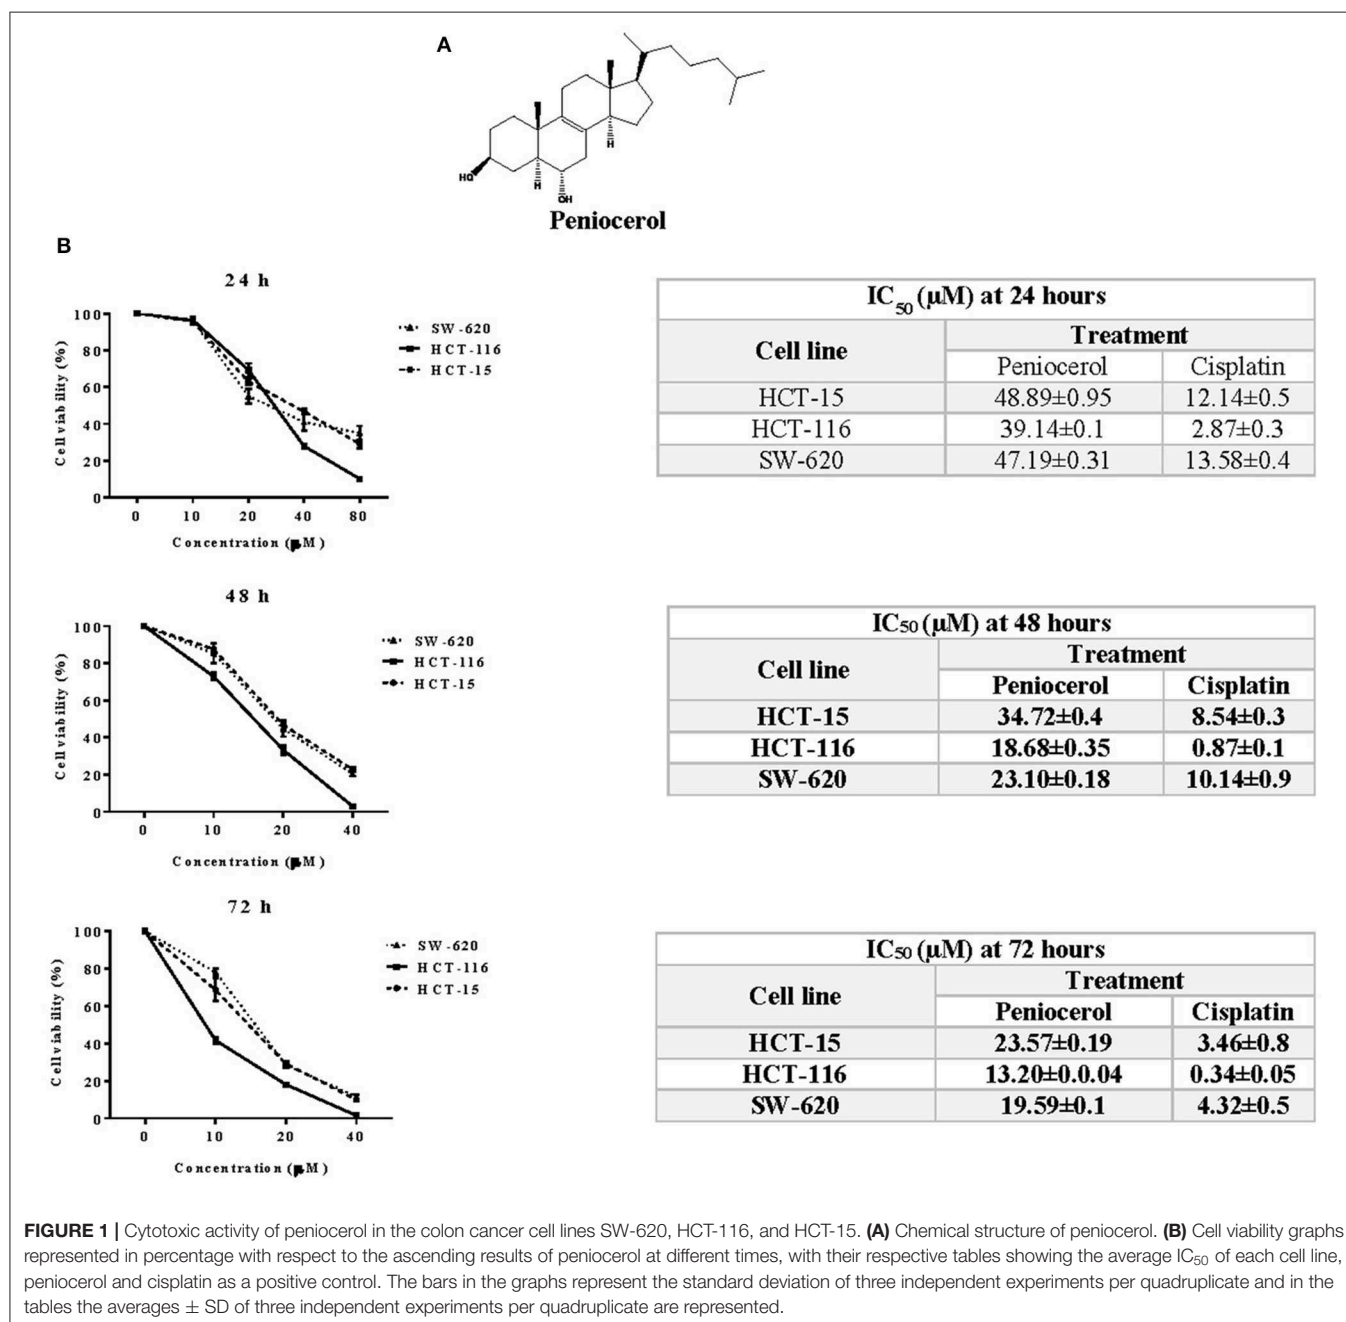 A
HO
H
OH
H
Peniocerol
B
24 h
100
80
60
40
20
0
Cell viability (%)
0 10 20 40 80
Concentration (µM)
SW-620
HCT-116
HCT-15
IC50 (µM) at 24 hours
Cell line
Treatment
Peniocerol Cisplatin
HCT-15 48.89±0.95 12.14±0.5
HCT-116 39.14±0.1 2.87±0.3
SW-620 47.19±0.31 13.58±0.4
48 h
100
80
60
40
20
0
Cell viability (%)
0 10 20 40
Concentration (µM)
SW-620
HCT-116
HCT-15
IC50 (µM) at 48 hours
Cell line
Treatment
Peniocerol Cisplatin
HCT-15 34.72±0.4 8.54±0.3
HCT-116 18.68±0.35 0.87±0.1
SW-620 23.10±0.18 10.14±0.9
72 h
100
80
60
40
20
0
Cell viability (%)
0 10 20 40
Concentration (µM)
SW-620
HCT-116
HCT-15
IC50 (µM) at 72 hours
Cell line
Treatment
Peniocerol Cisplatin
HCT-15 23.57±0.19 3.46±0.8
HCT-116 13.20±0.0.04 0.34±0.05
SW-620 19.59±0.1 4.32±0.5
FIGURE 1 | Cytotoxic activity of peniocerol in the colon cancer cell lines SW-620, HCT-116, and HCT-15. (A) Chemical structure of peniocerol. (B) Cell viability graphs
represented in percentage with respect to the ascending results of peniocerol at different times, with their respective tables showing the average IC50 of each cell line,
peniocerol and cisplatin as a positive control. The bars in the graphs represent the standard deviation of three independent experiments per quadruplicate and in the
tables the averages ± SD of three independent experiments per quadruplicate are represented.